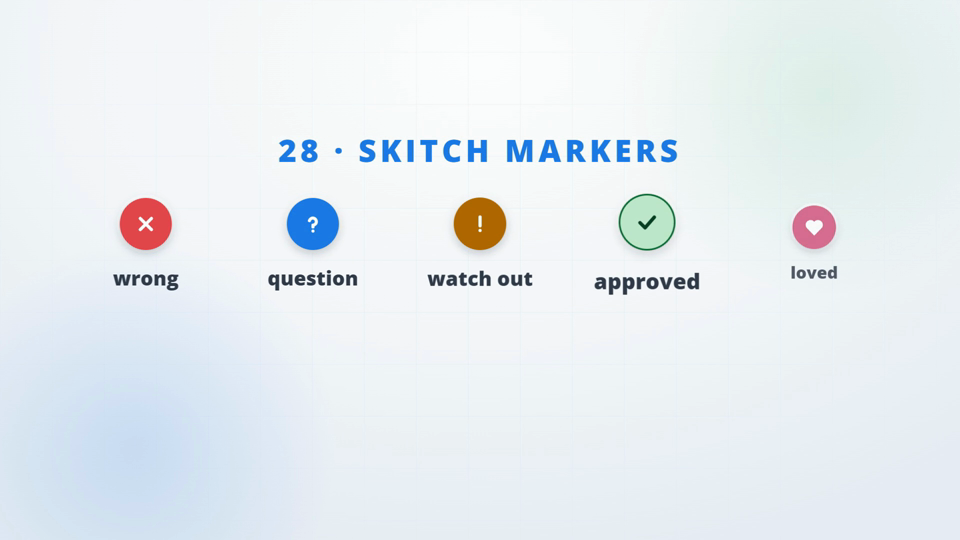 28 · SKITCH MARKERS
wrong
question
watch out
approved
loved